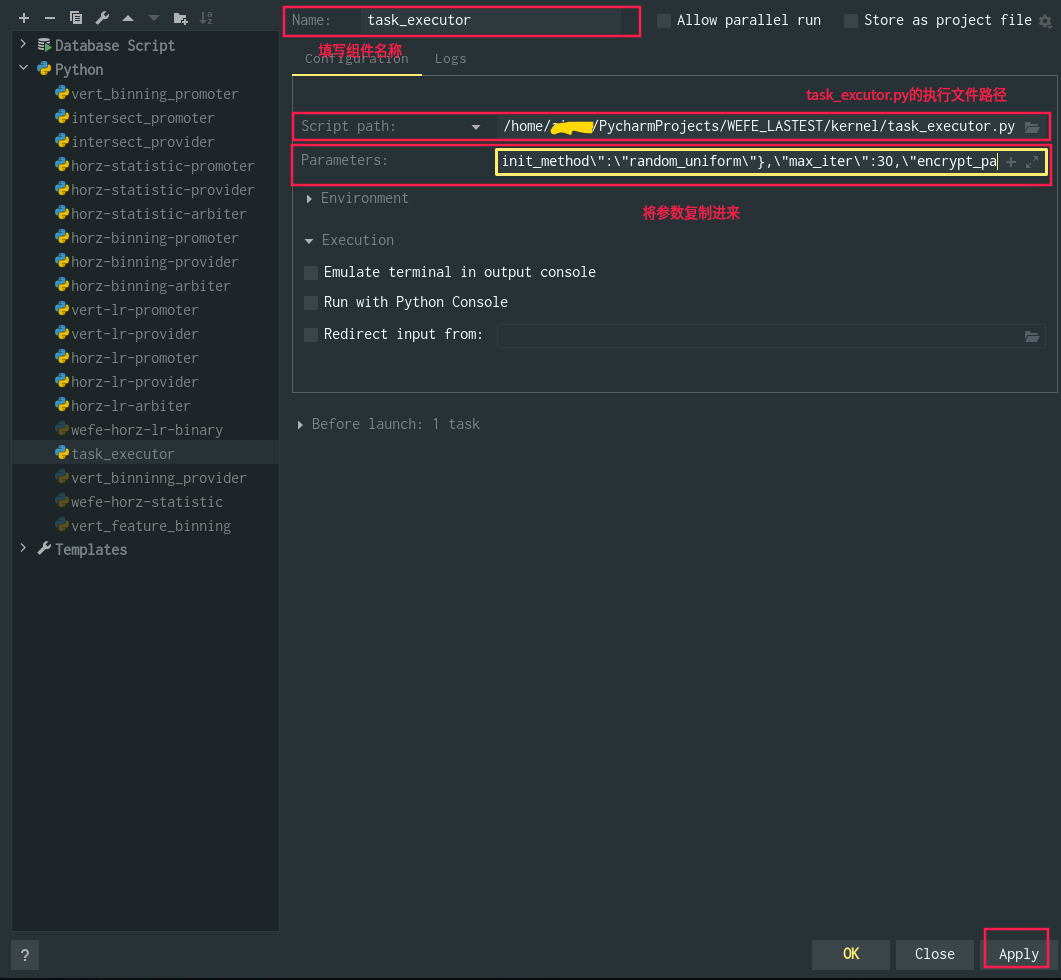 Name: task_executor Allow parallel run Store as project file
填写组件名称
Configuration Logs
task_excutor.py的执行文件路径
Script path: /home/ /PycharmProjects/WEFE_LASTEST/kernel/task_executor.py
Parameters: init_method\":\"random_uniform\"},\"max_iter\":30,\"encrypt_pa
将参数复制进来
Environment
Execution
Emulate terminal in output console
Run with Python Console
Redirect input from:
Before launch: 1 task
Database Script
Python
vert_binning_promoter
intersect_promoter
intersect_provider
horz-statistic-promoter
horz-statistic-provider
horz-statistic-arbiter
horz-binning-promoter
horz-binning-provider
horz-binning-arbiter
vert-lr-promoter
vert-lr-provider
horz-lr-promoter
horz-lr-provider
horz-lr-arbiter
wefe-horz-lr-binary
task_executor
vert_binninng_provider
wefe-horz-statistic
vert_feature_binning
Templates
?
OK Close Apply